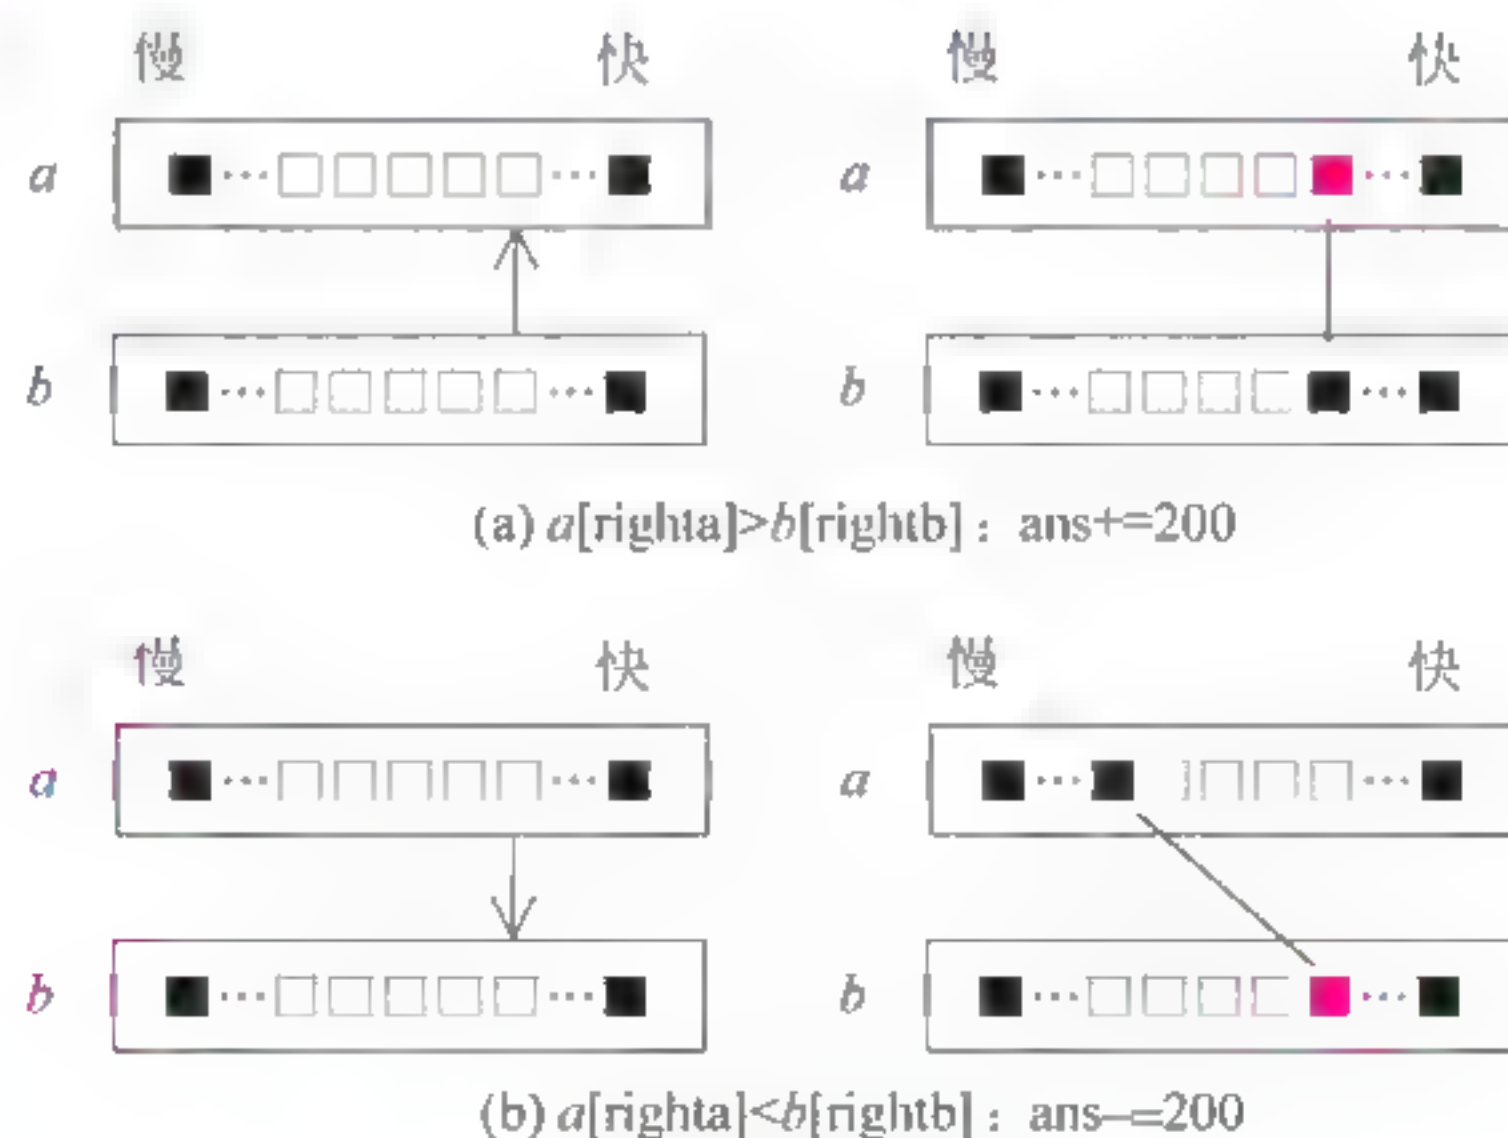 慢 快 慢 快
a a
b b
(a) a[righta]>b[rightb]：ans+=200
慢 快 慢 快
a a
b b
(b) a[righta]<b[rightb]：ans-=200